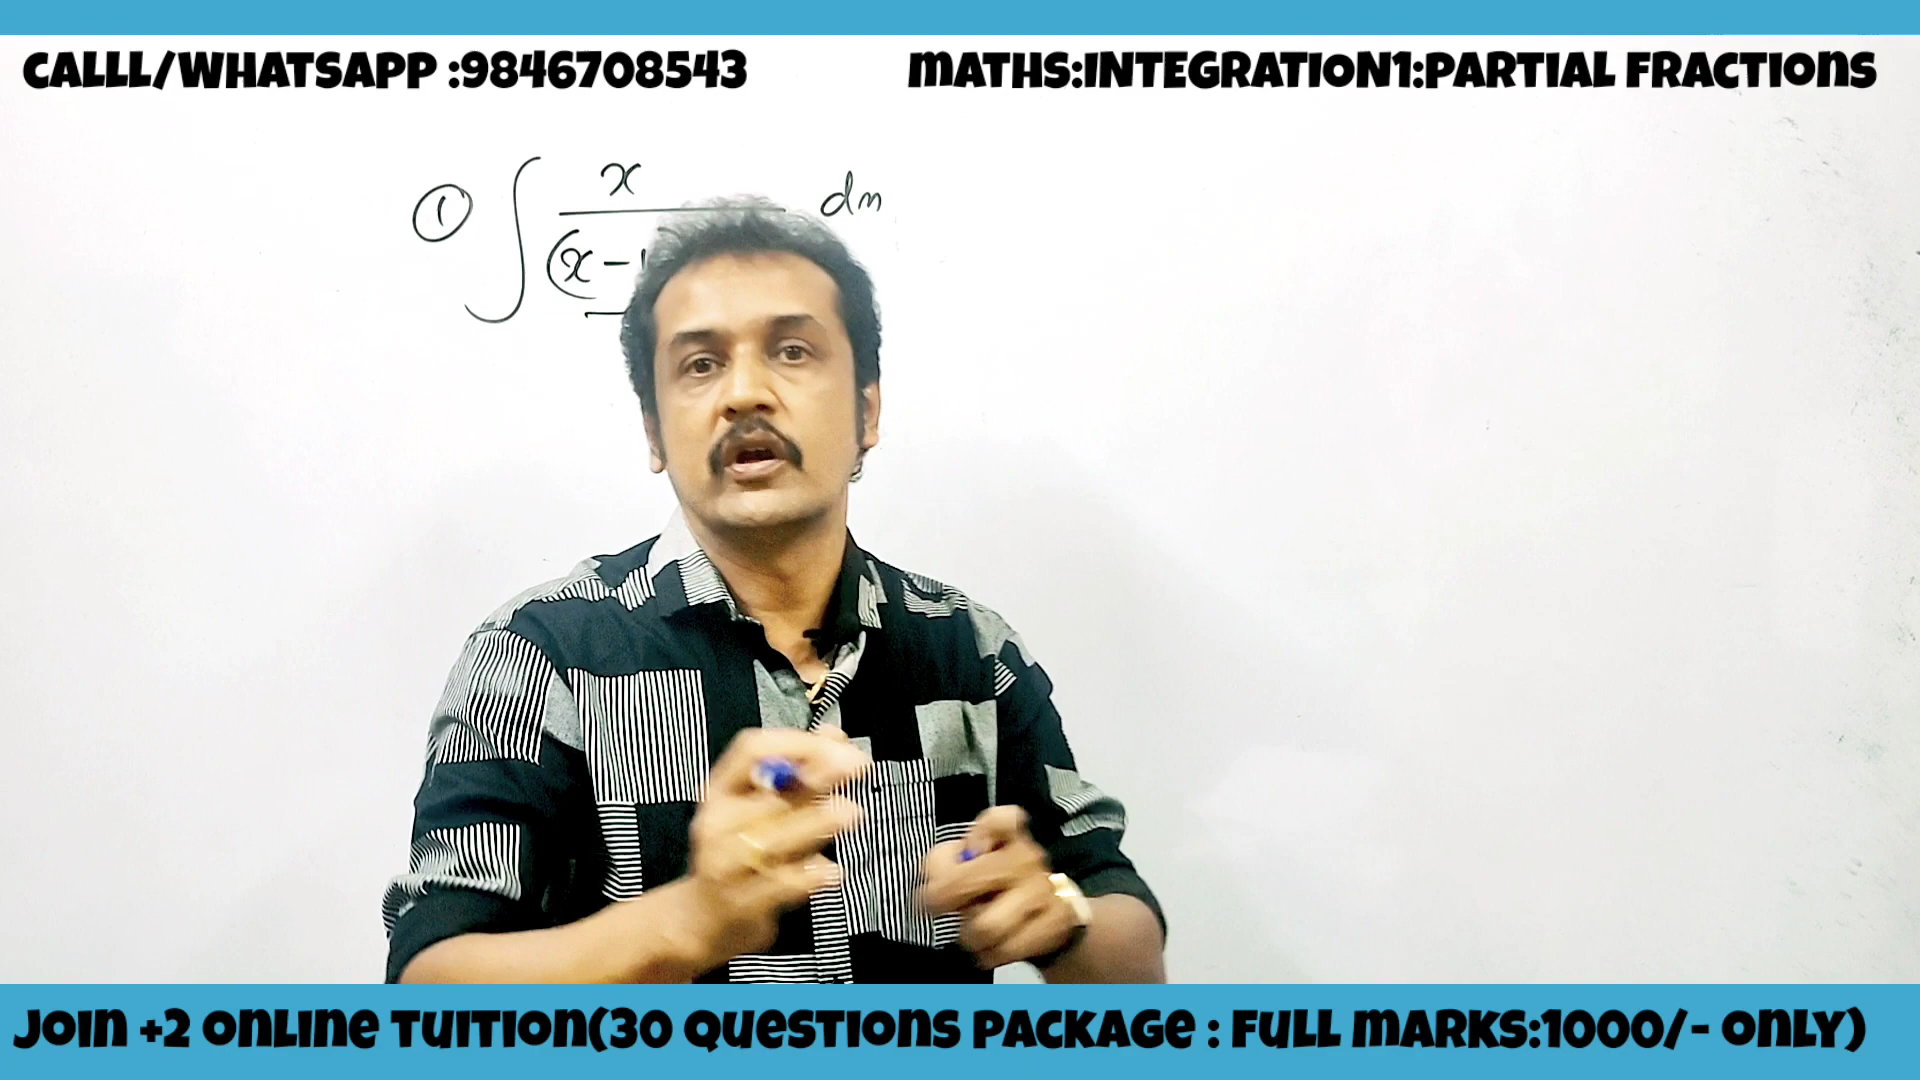 CALLL/WHATSAPP :9846708543
MATHS:INTEGRATION1:PARTIAL FRACTIONS
① ∫ x dx
(x-1
JOIN +2 ONLINE TUITION(30 QUESTIONS PACKAGE : FULL MARKS:1000/- ONLY)